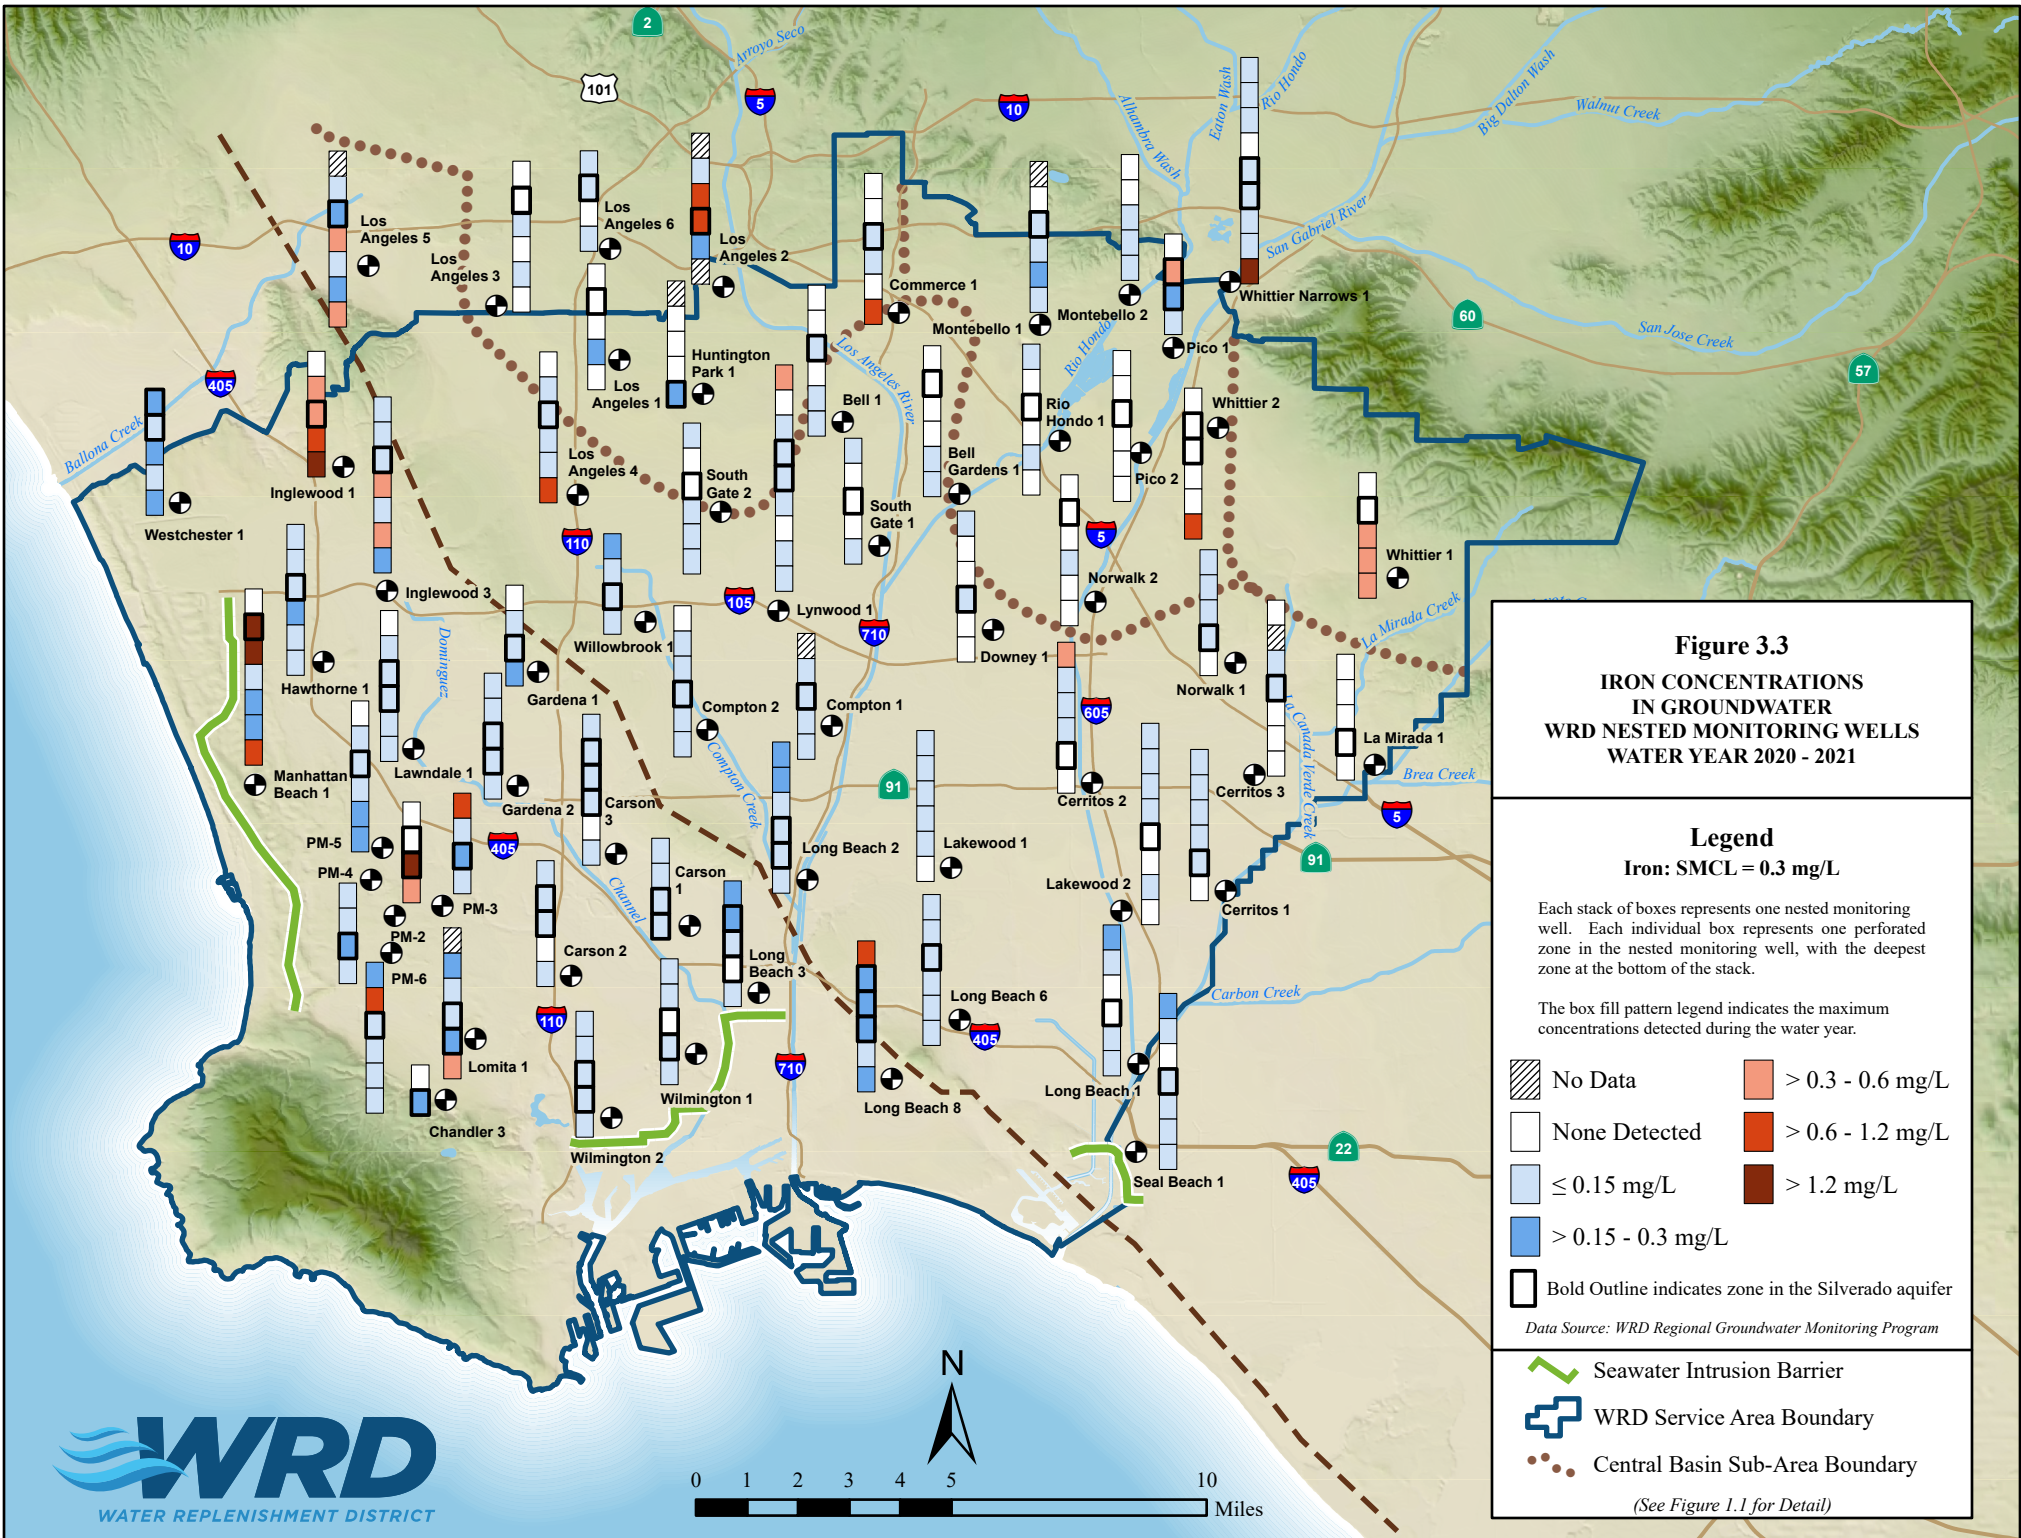 2
101
5
10
Arroyo Seco
Alhambra Wash
Eaton Wash
Rio Hondo
Big Dalton Wash
Walnut Creek
San Gabriel River
San Jose Creek
60
57
10
405
Los
Angeles 5
Los
Angeles 3
Los
Angeles 6
Los
Angeles 2
Commerce 1
Montebello 1
Montebello 2
Whittier Narrows 1
Pico 1
Huntington
Park 1
Los
Angeles 1
Los Angeles River
Rio Hondo
Bell 1
Ballona Creek
Westchester 1
Inglewood 1
Los
Angeles 4
South
Gate 2
South
Gate 1
Bell
Gardens 1
Rio
Hondo 1
Pico 2
Whittier 2
Whittier 1
110
5
105
710
Inglewood 3
Willowbrook 1
Lynwood 1
Downey 1
Norwalk 2
Norwalk 1
La Mirada Creek
Dominguez
Hawthorne 1
Gardena 1
Compton 2
Compton 1
Compton Creek
605
La Canada Verde Creek
La Mirada 1
Brea Creek
Manhattan
Beach 1
Lawndale 1
Gardena 2
Carson
3
Cerritos 2
Cerritos 3
91
5
91
PM-5
PM-4
405
PM-3
PM-2
PM-6
Channel
Carson
1
Carson 2
Long Beach 2
Lakewood 1
Lakewood 2
Cerritos 1
Long
Beach 3
Long Beach 6
Carbon Creek
110
710
405
Lomita 1
Chandler 3
Wilmington 1
Wilmington 2
Long Beach 8
Long Beach 1
Seal Beach 1
22
405
Figure 3.3
IRON CONCENTRATIONS
IN GROUNDWATER
WRD NESTED MONITORING WELLS
WATER YEAR 2020 - 2021
Legend
Iron: SMCL = 0.3 mg/L
Each stack of boxes represents one nested monitoring
well. Each individual box represents one perforated
zone in the nested monitoring well, with the deepest
zone at the bottom of the stack.
The box fill pattern legend indicates the maximum
concentrations detected during the water year.
No Data
> 0.3 - 0.6 mg/L
None Detected
> 0.6 - 1.2 mg/L
≤ 0.15 mg/L
> 1.2 mg/L
> 0.15 - 0.3 mg/L
Bold Outline indicates zone in the Silverado aquifer
Data Source: WRD Regional Groundwater Monitoring Program
Seawater Intrusion Barrier
WRD Service Area Boundary
Central Basin Sub-Area Boundary
(See Figure 1.1 for Detail)
N
0 1 2 3 4 5 10
Miles
WRD
WATER REPLENISHMENT DISTRICT